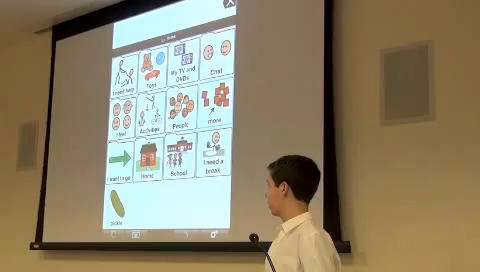 I need help
Toys
My TV and
DVDs
Chat
I feel
Activities
People
more
I want to go
Home
School
I need a
break
pickle